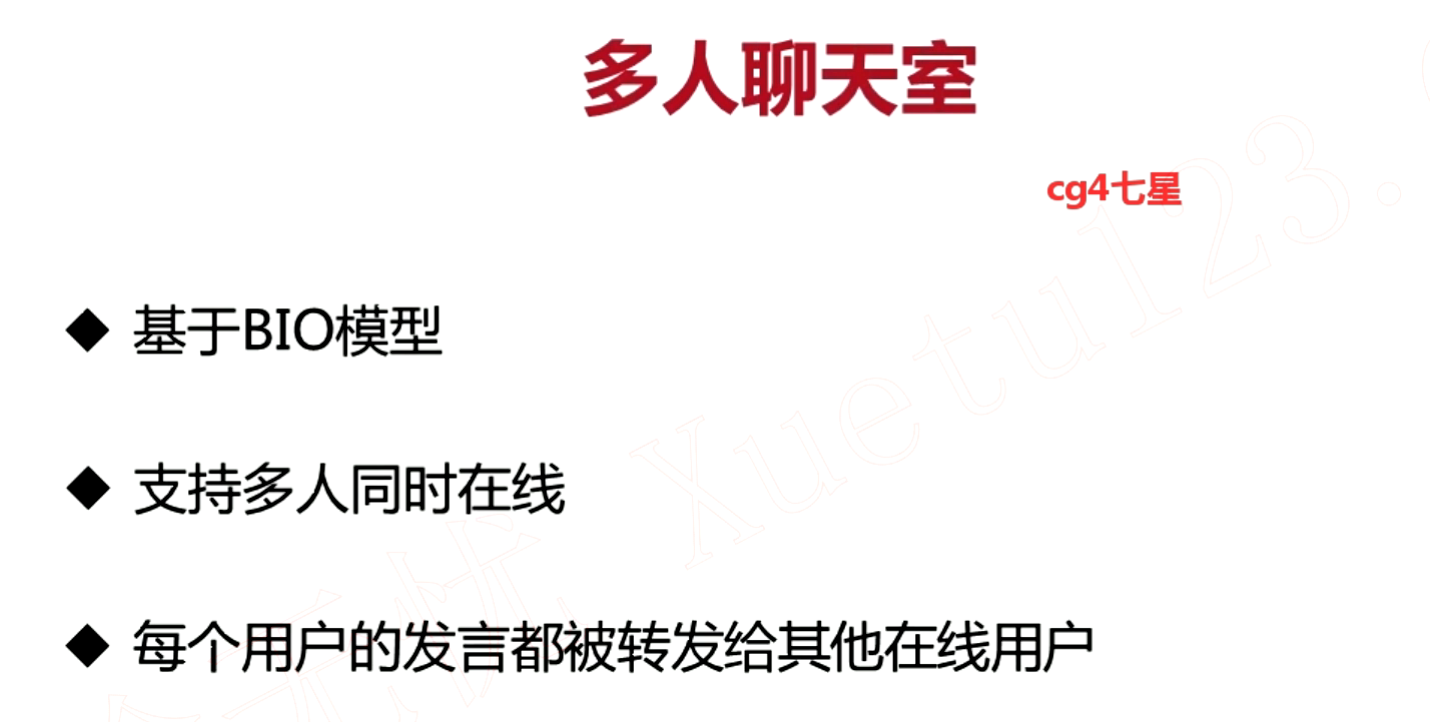 多人聊天室
cg4七星
◆ 基于BIO模型
◆ 支持多人同时在线
◆ 每个用户的发言都被转发给其他在线用户
Xuetu123.
无忧